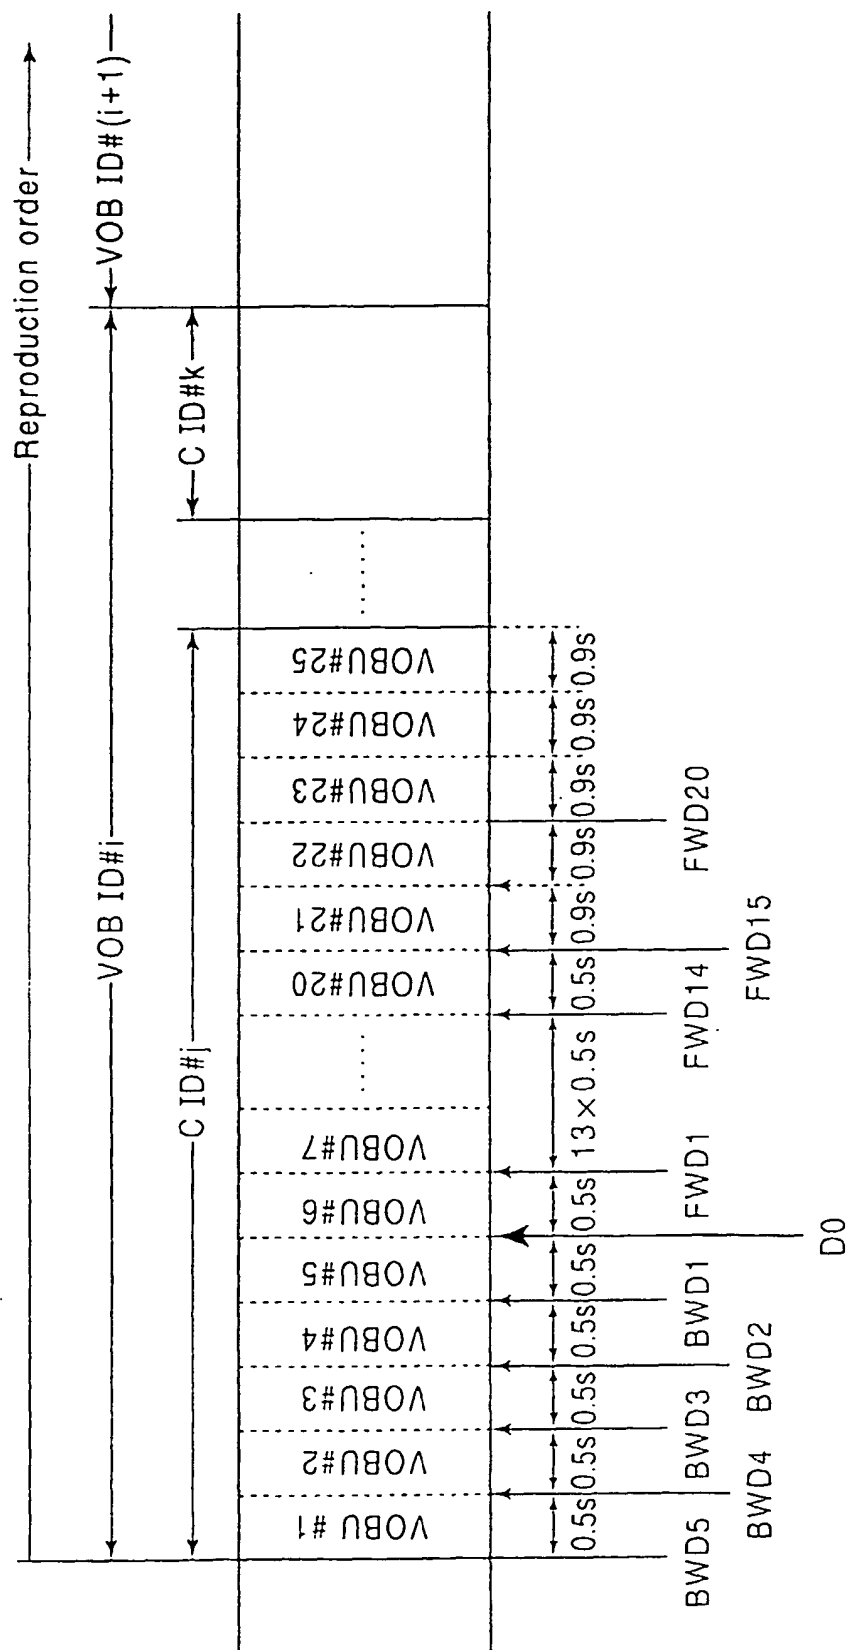 Reproduction order
VOB ID#i
VOB ID#(i+1)
C ID#j
C ID#k
VOBU #1
VOBU#2
VOBU#3
VOBU#4
VOBU#5
VOBU#6
VOBU#7
......
VOBU#20
VOBU#21
VOBU#22
VOBU#23
VOBU#24
VOBU#25
.......
0.5s 0.5s 0.5s 0.5s 0.5s 0.5s 13×0.5s 0.5s 0.9s 0.9s 0.9s 0.9s 0.9s
BWD5
BWD4
BWD3
BWD2
BWD1
D0
FWD1
FWD14
FWD15
FWD20